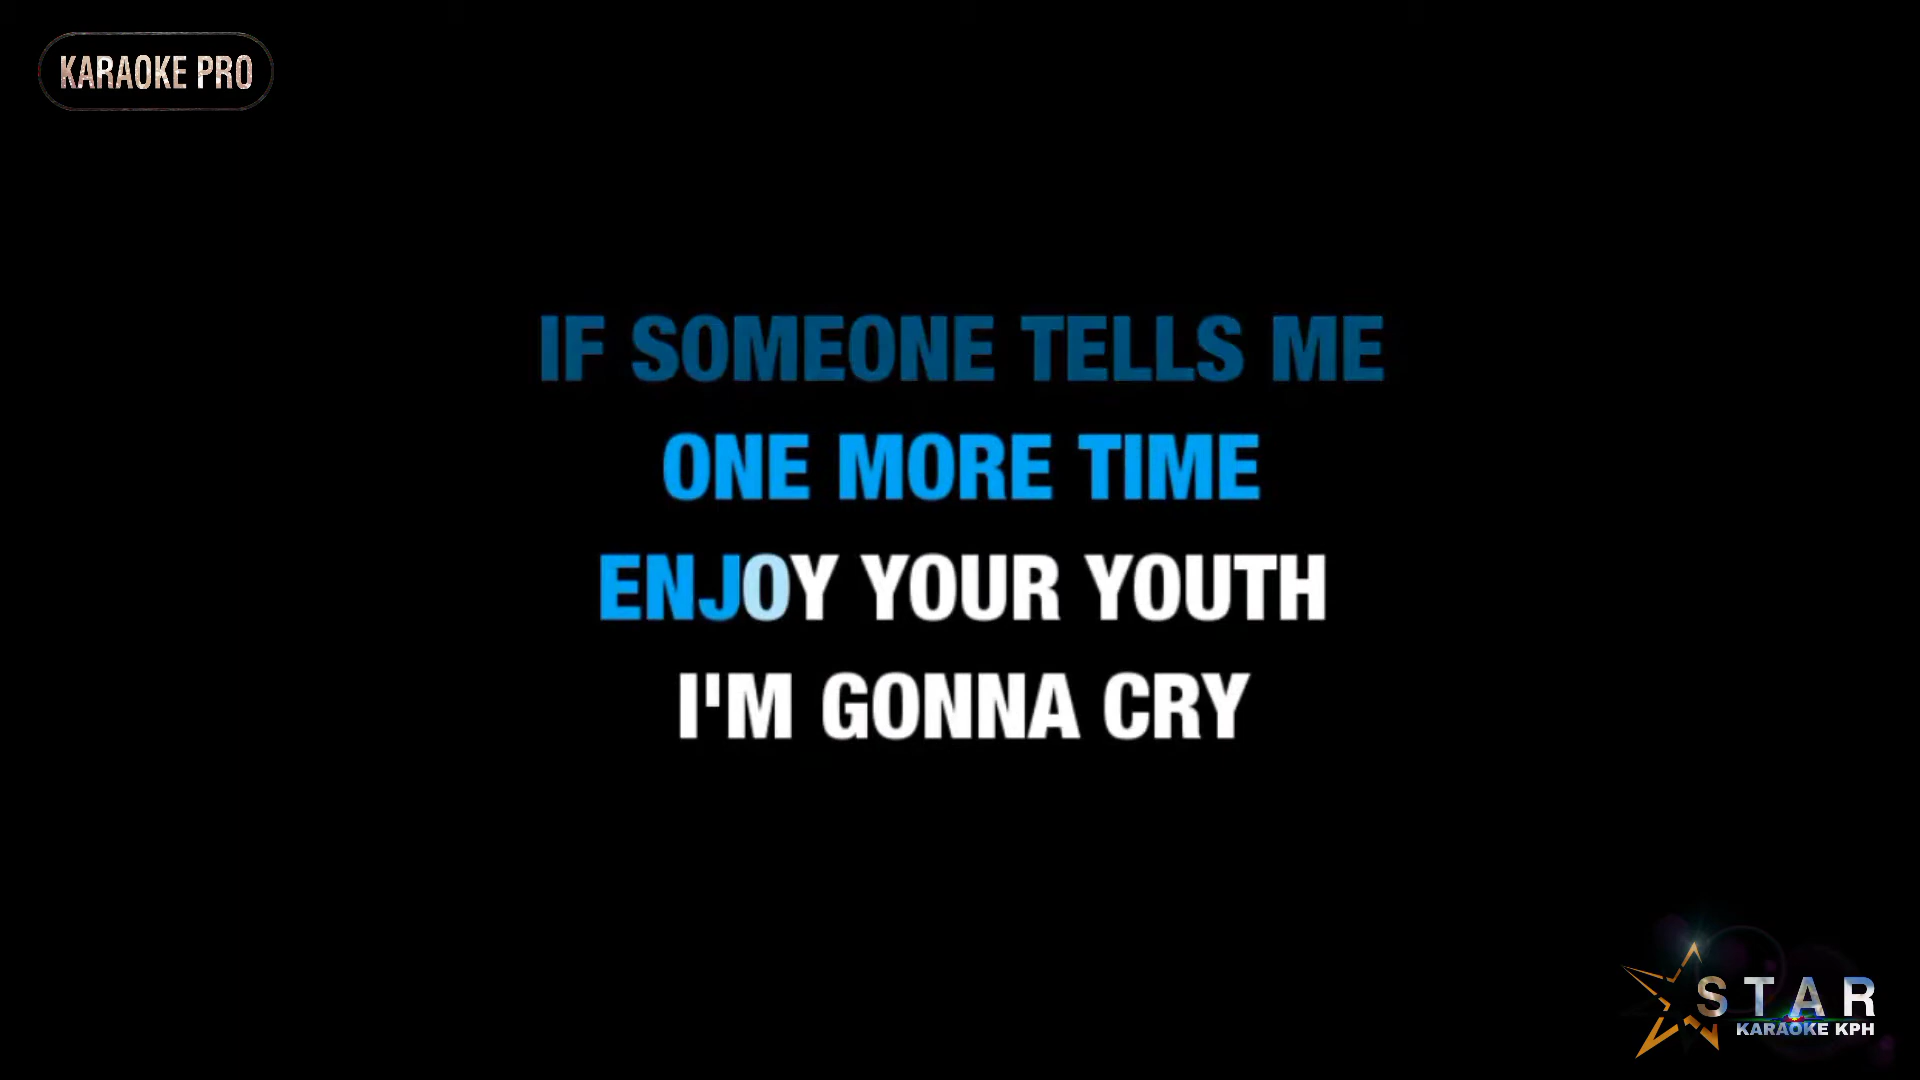 KARAOKE PRO
IF SOMEONE TELLS ME
ONE MORE TIME
ENJOY YOUR YOUTH
I'M GONNA CRY
STAR
KARAOKE KPH